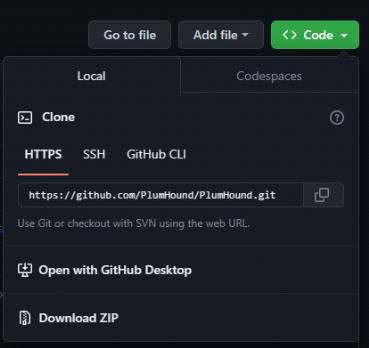 Go to file Add file <> Code
Local Codespaces
Clone
HTTPS SSH GitHub CLI
https://github.com/PlumHound/PlumHound.git
Use Git or checkout with SVN using the web URL.
Open with GitHub Desktop
Download ZIP